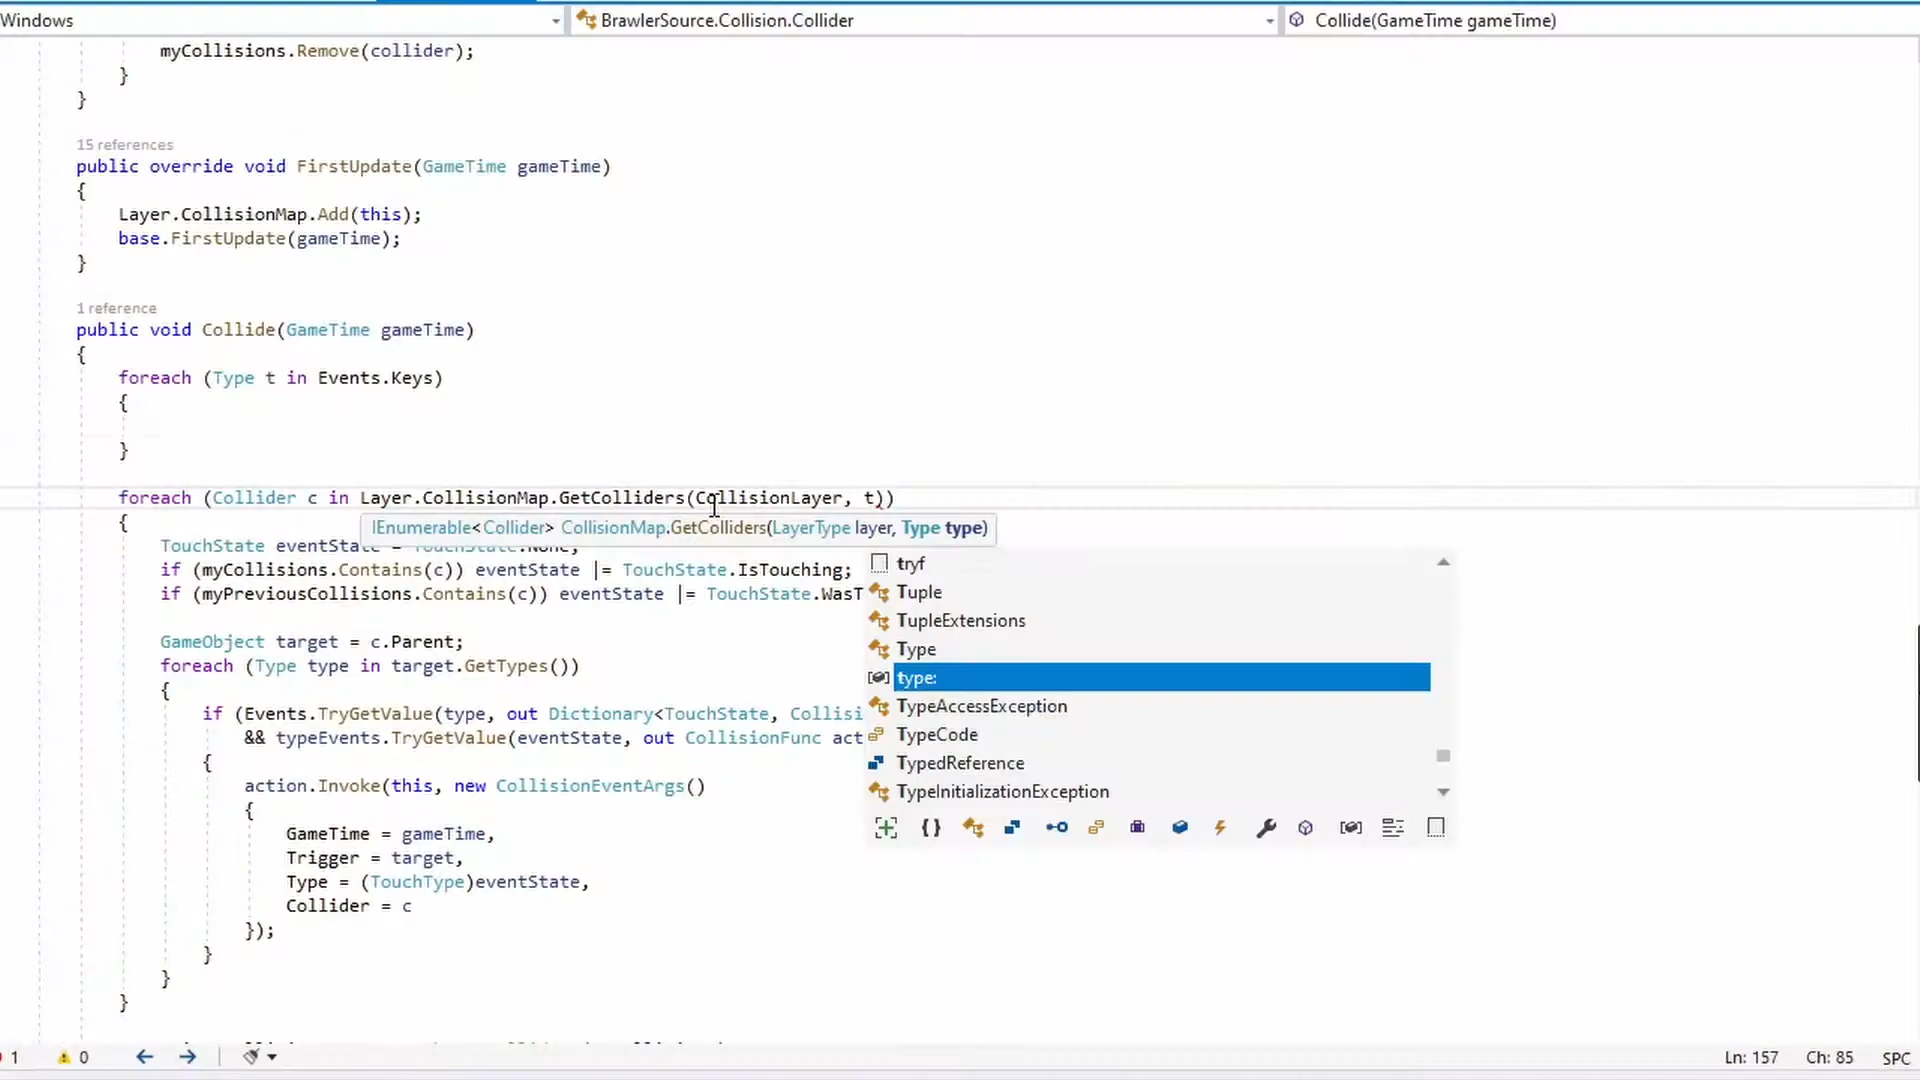 Windows
BrawlerSource.Collision.Collider
Collide(GameTime gameTime)
myCollisions.Remove(collider);
}
}
15 references
public override void FirstUpdate(GameTime gameTime)
{
Layer.CollisionMap.Add(this);
base.FirstUpdate(gameTime);
}
1 reference
public void Collide(GameTime gameTime)
{
foreach (Type t in Events.Keys)
{
}
foreach (Collider c in Layer.CollisionMap.GetColliders(CollisionLayer, t))
{
IEnumerable<Collider> CollisionMap.GetColliders(LayerType layer, Type type)
TouchState eventState = TouchState.None;
if (myCollisions.Contains(c)) eventState |= TouchState.IsTouching;
if (myPreviousCollisions.Contains(c)) eventState |= TouchState.WasT
GameObject target = c.Parent;
foreach (Type type in target.GetTypes())
{
if (Events.TryGetValue(type, out Dictionary<TouchState, Collisi
&& typeEvents.TryGetValue(eventState, out CollisionFunc act
{
action.Invoke(this, new CollisionEventArgs()
{
GameTime = gameTime,
Trigger = target,
Type = (TouchType)eventState,
Collider = c
});
}
}
}
tryf
Tuple
TupleExtensions
Type
type:
TypeAccessException
TypeCode
TypedReference
TypeInitializationException
1
0
Ln: 157
Ch: 85
SPC